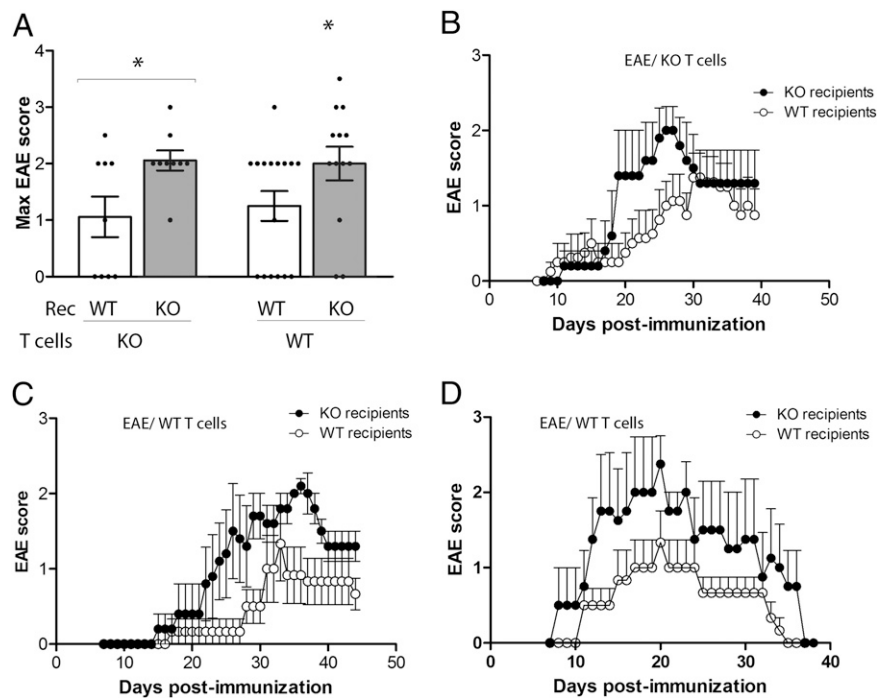 A
*
*
Max EAE score
4
3
2
1
0
Rec WT KO WT KO
T cells KO WT
B
EAE/ KO T cells
KO recipients
WT recipients
EAE score
3
2
1
0
0 10 20 30 40 50
Days post-immunization
C
EAE/ WT T cells
KO recipients
WT recipients
EAE score
3
2
1
0
0 10 20 30 40 50
Days post-immunization
D
EAE/ WT T cells
KO recipients
WT recipients
EAE score
3
2
1
0
0 10 20 30 40
Days post-immunization